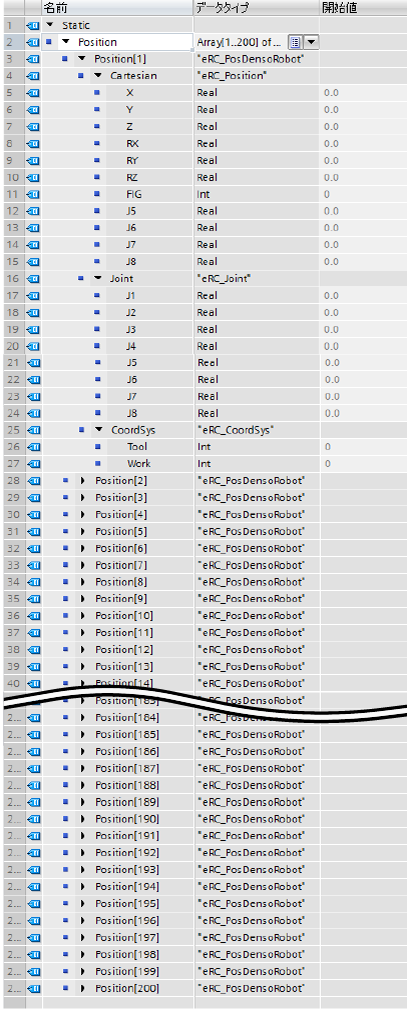 名前 データタイプ 開始値
1 Static
2 Position Array[1..200] of ...
3 Position[1] "eRC_PosDensoRobot"
4 Cartesian "eRC_Position"
5 X Real 0.0
6 Y Real 0.0
7 Z Real 0.0
8 RX Real 0.0
9 RY Real 0.0
10 RZ Real 0.0
11 FIG Int 0
12 J5 Real 0.0
13 J6 Real 0.0
14 J7 Real 0.0
15 J8 Real 0.0
16 Joint "eRC_Joint"
17 J1 Real 0.0
18 J2 Real 0.0
19 J3 Real 0.0
20 J4 Real 0.0
21 J5 Real 0.0
22 J6 Real 0.0
23 J7 Real 0.0
24 J8 Real 0.0
25 CoordSys "eRC_CoordSys"
26 Tool Int 0
27 Work Int 0
28 Position[2] "eRC_PosDensoRobot"
29 Position[3] "eRC_PosDensoRobot"
30 Position[4] "eRC_PosDensoRobot"
31 Position[5] "eRC_PosDensoRobot"
32 Position[6] "eRC_PosDensoRobot"
33 Position[7] "eRC_PosDensoRobot"
34 Position[8] "eRC_PosDensoRobot"
35 Position[9] "eRC_PosDensoRobot"
36 Position[10] "eRC_PosDensoRobot"
37 Position[11] "eRC_PosDensoRobot"
38 Position[12] "eRC_PosDensoRobot"
39 Position[13] "eRC_PosDensoRobot"
40 Position[14] "eRC_PosDensoRobot"
Position[183] "eRC_PosDensoRobot"
2... Position[184] "eRC_PosDensoRobot"
2... Position[185] "eRC_PosDensoRobot"
2... Position[186] "eRC_PosDensoRobot"
2... Position[187] "eRC_PosDensoRobot"
2... Position[188] "eRC_PosDensoRobot"
2... Position[189] "eRC_PosDensoRobot"
2... Position[190] "eRC_PosDensoRobot"
2... Position[191] "eRC_PosDensoRobot"
2... Position[192] "eRC_PosDensoRobot"
2... Position[193] "eRC_PosDensoRobot"
2... Position[194] "eRC_PosDensoRobot"
2... Position[195] "eRC_PosDensoRobot"
2... Position[196] "eRC_PosDensoRobot"
2... Position[197] "eRC_PosDensoRobot"
2... Position[198] "eRC_PosDensoRobot"
2... Position[199] "eRC_PosDensoRobot"
2... Position[200] "eRC_PosDensoRobot"